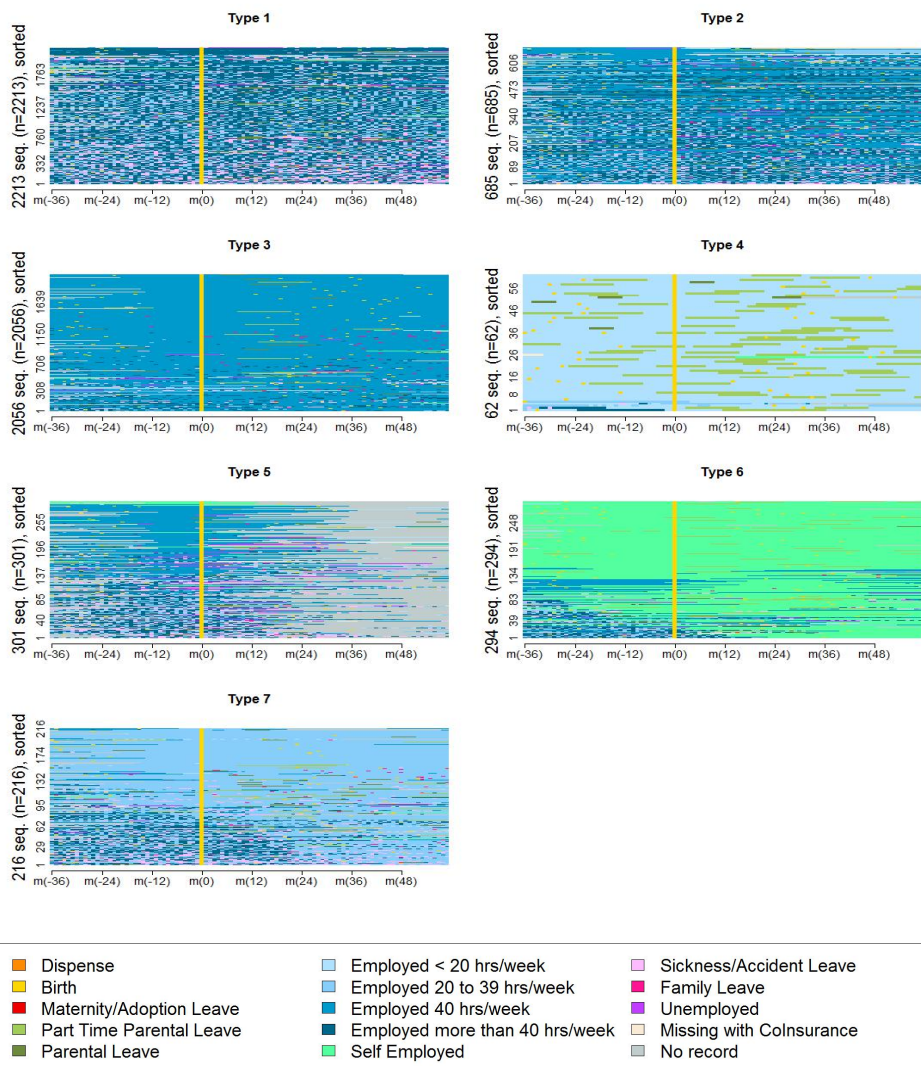 Type 1
2213 seq. (n=2213), sorted
1 332 760 1237 1763
m(-36) m(-24) m(-12) m(0) m(12) m(24) m(36) m(48)
Type 2
685 seq. (n=685), sorted
1 89 207 340 473 606
m(-36) m(-24) m(-12) m(0) m(12) m(24) m(36) m(48)
Type 3
2056 seq. (n=2056), sorted
1 308 706 1150 1639
m(-36) m(-24) m(-12) m(0) m(12) m(24) m(36) m(48)
Type 4
62 seq. (n=62), sorted
1 8 16 26 36 46 56
m(-36) m(-24) m(-12) m(0) m(12) m(24) m(36) m(48)
Type 5
301 seq. (n=301), sorted
1 40 85 137 196 255
m(-36) m(-24) m(-12) m(0) m(12) m(24) m(36) m(48)
Type 6
294 seq. (n=294), sorted
1 39 83 134 191 248
m(-36) m(-24) m(-12) m(0) m(12) m(24) m(36) m(48)
Type 7
216 seq. (n=216), sorted
1 29 62 95 132 174 216
m(-36) m(-24) m(-12) m(0) m(12) m(24) m(36) m(48)
Dispense
Birth
Maternity/Adoption Leave
Part Time Parental Leave
Parental Leave
Employed < 20 hrs/week
Employed 20 to 39 hrs/week
Employed 40 hrs/week
Employed more than 40 hrs/week
Self Employed
Sickness/Accident Leave
Family Leave
Unemployed
Missing with CoInsurance
No record